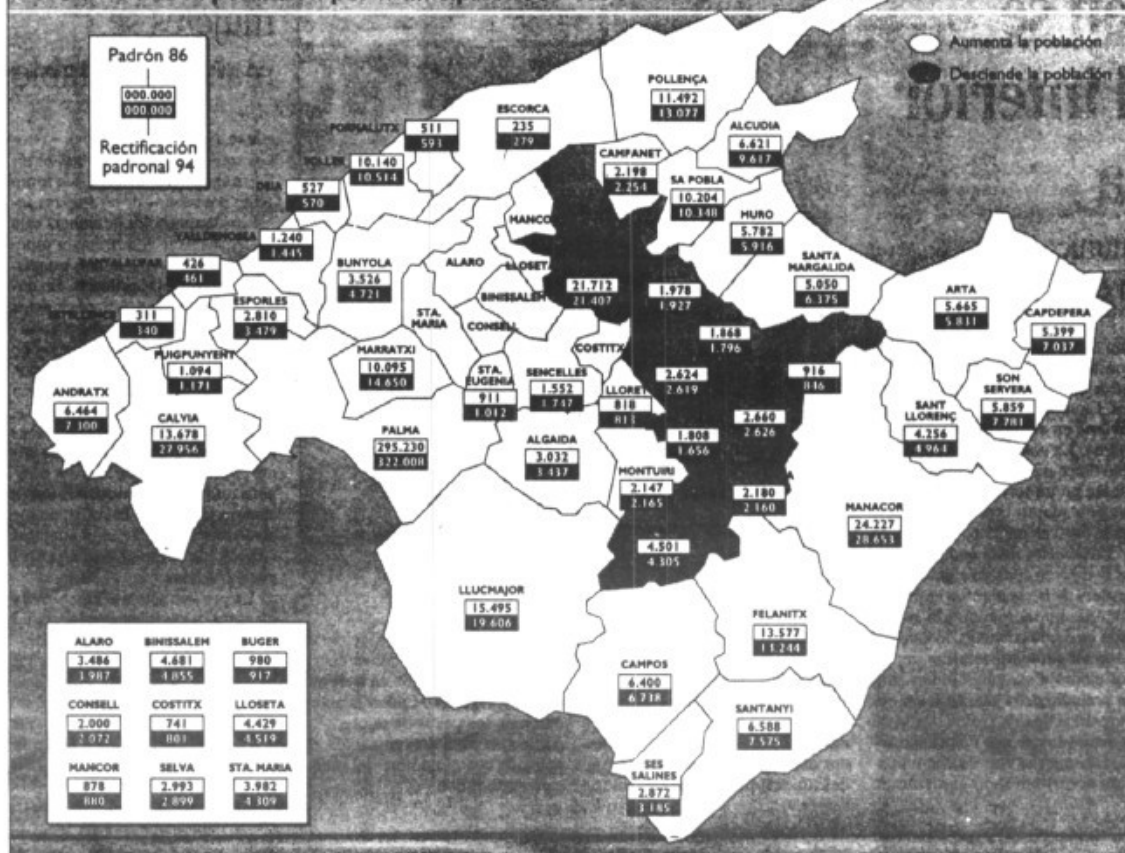 Padrón 86
000.000
000.000
Rectificación
padronal 94
Aumenta la población
Desciende la población
POLLENÇA
11.492
13.077
ESCORCA
235
279
FORNALUTX
511
593
ALCUDIA
6.621
9.617
SOLLER
10.140
10.514
CAMPANET
2.198
2.254
SA POBLA
10.204
10.348
DEIA
527
570
MURO
5.782
5.916
MANCO
VALLDEMOSSA
1.240
1.445
BUNYOLA
3.526
4.721
ALARO
LLOSETA
SANTA
MARGALIDA
5.050
6.375
BANYALBUFAR
426
461
21.712
21.407
1.978
1.927
ARTA
5.665
5.831
ESPORLES
2.810
3.479
BINISSALEM
STA.
MARIA
CONSELL
CAPDEPERA
5.399
7.037
311
340
1.868
1.796
COSTITX
PUIGPUNYENT
1.094
1.171
MARRATXI
10.095
14.650
STA.
EUGENIA
911
1.012
SENCELLES
1.552
1.747
2.624
2.619
916
846
SON
SERVERA
5.859
7.781
ANDRATX
6.464
7.100
LLORET
818
813
SANT
LLORENÇ
4.256
4.964
CALVIA
13.678
27.956
PALMA
295.230
322.008
ALGAIDA
3.032
3.437
2.660
2.626
1.808
1.656
MONTUIRI
2.147
2.165
A
2.180
2.160
MANACOR
24.227
28.653
4.501
4.305
LLUCMAJOR
15.495
19.606
FELANITX
13.577
CAMPOS
6.400
6.738
SANTANYI
6.588
7.575
SES
SALINES
2.872
3.185
ALARO BINISSALEM BUGER
3.486 4.681 980
3.987 4.855 917
CONSELL COSTITX LLOSETA
2.000 741 4.429
2.072 801 4.519
MANCOR SELVA STA. MARIA
878 2.993 3.982
880 2.899 4.309